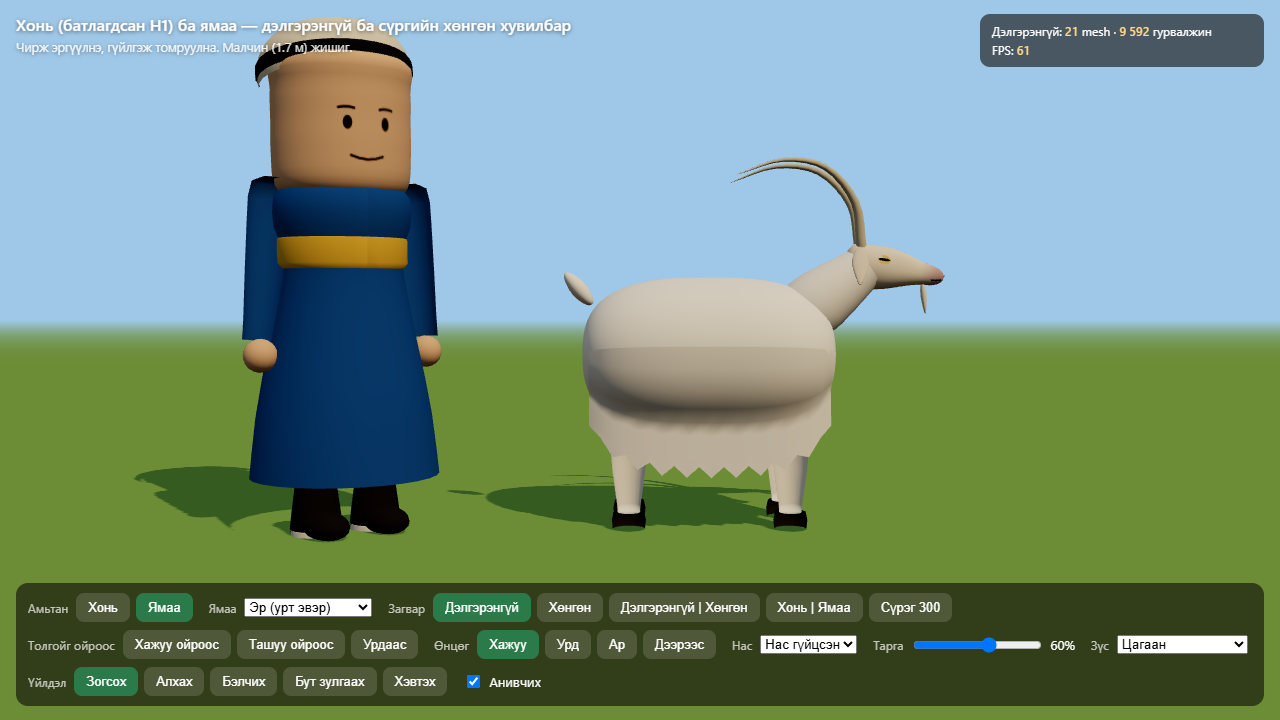 Хонь (батлагдсан H1) ба ямаа — дэлгэрэнгүй ба сүргийн хөнгөн хувилбар
Чирж эргүүлнэ, гүйлгэж томруулна. Малчин (1.7 м) жишиг.
Дэлгэрэнгүй: 21 mesh · 9 592 гурвалжин
FPS: 61
Амьтан Хонь Ямаа Ямаа Эр (урт эвэр) Загвар Дэлгэрэнгүй Хөнгөн Дэлгэрэнгүй | Хөнгөн Хонь | Ямаа Сүрэг 300
Толгойг ойроос Хажуу ойроос Ташуу ойроос Урдаас Өнцөг Хажуу Урд Ар Дээрээс Нас Нас гүйцсэн Тарга 60% Зүс Цагаан
Үйлдэл Зогсох Алхах Бэлчих Бут зулгаах Хэвтэх Анивчих